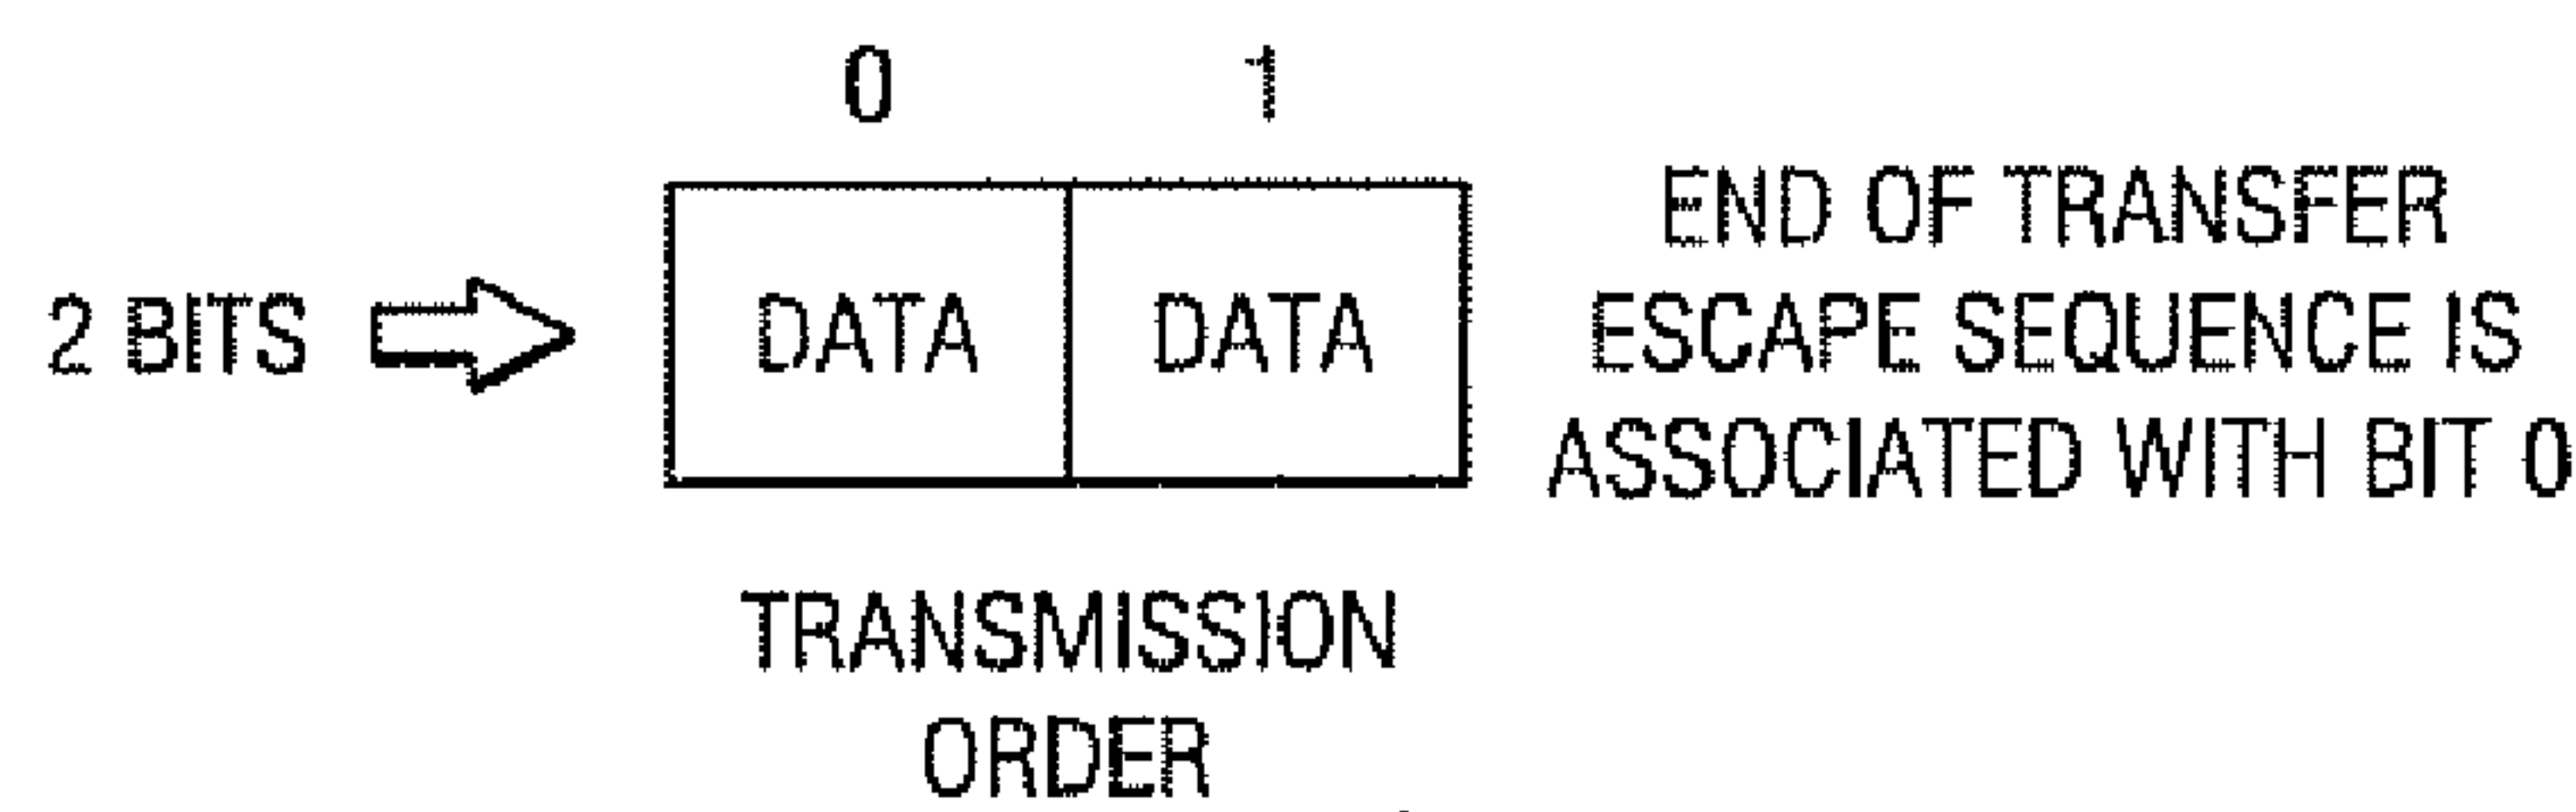 0 1
2 BITS DATA DATA
END OF TRANSFER
ESCAPE SEQUENCE IS
ASSOCIATED WITH BIT 0
TRANSMISSION
ORDER